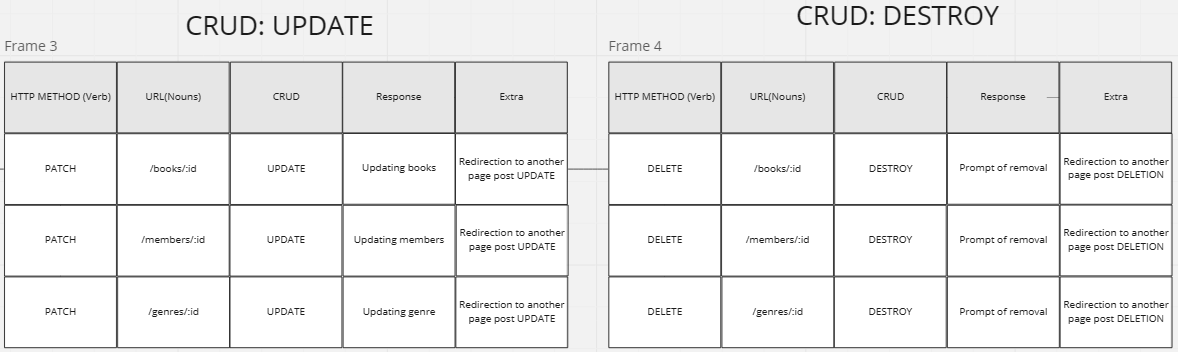 CRUD: UPDATE
Frame 3
HTTP METHOD (Verb) URL(Nouns) CRUD Response Extra
PATCH /books/:id UPDATE Updating books Redirection to another
page post UPDATE
PATCH /members/:id UPDATE Updating members Redirection to another
page post UPDATE
PATCH /genres/:id UPDATE Updating genre Redirection to another
page post UPDATE
CRUD: DESTROY
Frame 4
HTTP METHOD (Verb) URL(Nouns) CRUD Response Extra
DELETE /books/:id DESTROY Prompt of removal Redirection to another
page post DELETION
DELETE /members/:id DESTROY Prompt of removal Redirection to another
page post DELETION
DELETE /genres/:id DESTROY Prompt of removal Redirection to another
page post DELETION